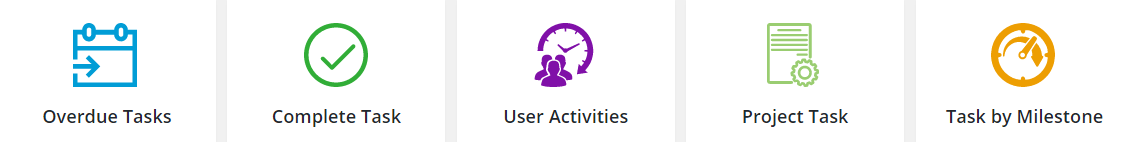 Overdue Tasks
Complete Task
User Activities
Project Task
Task by Milestone